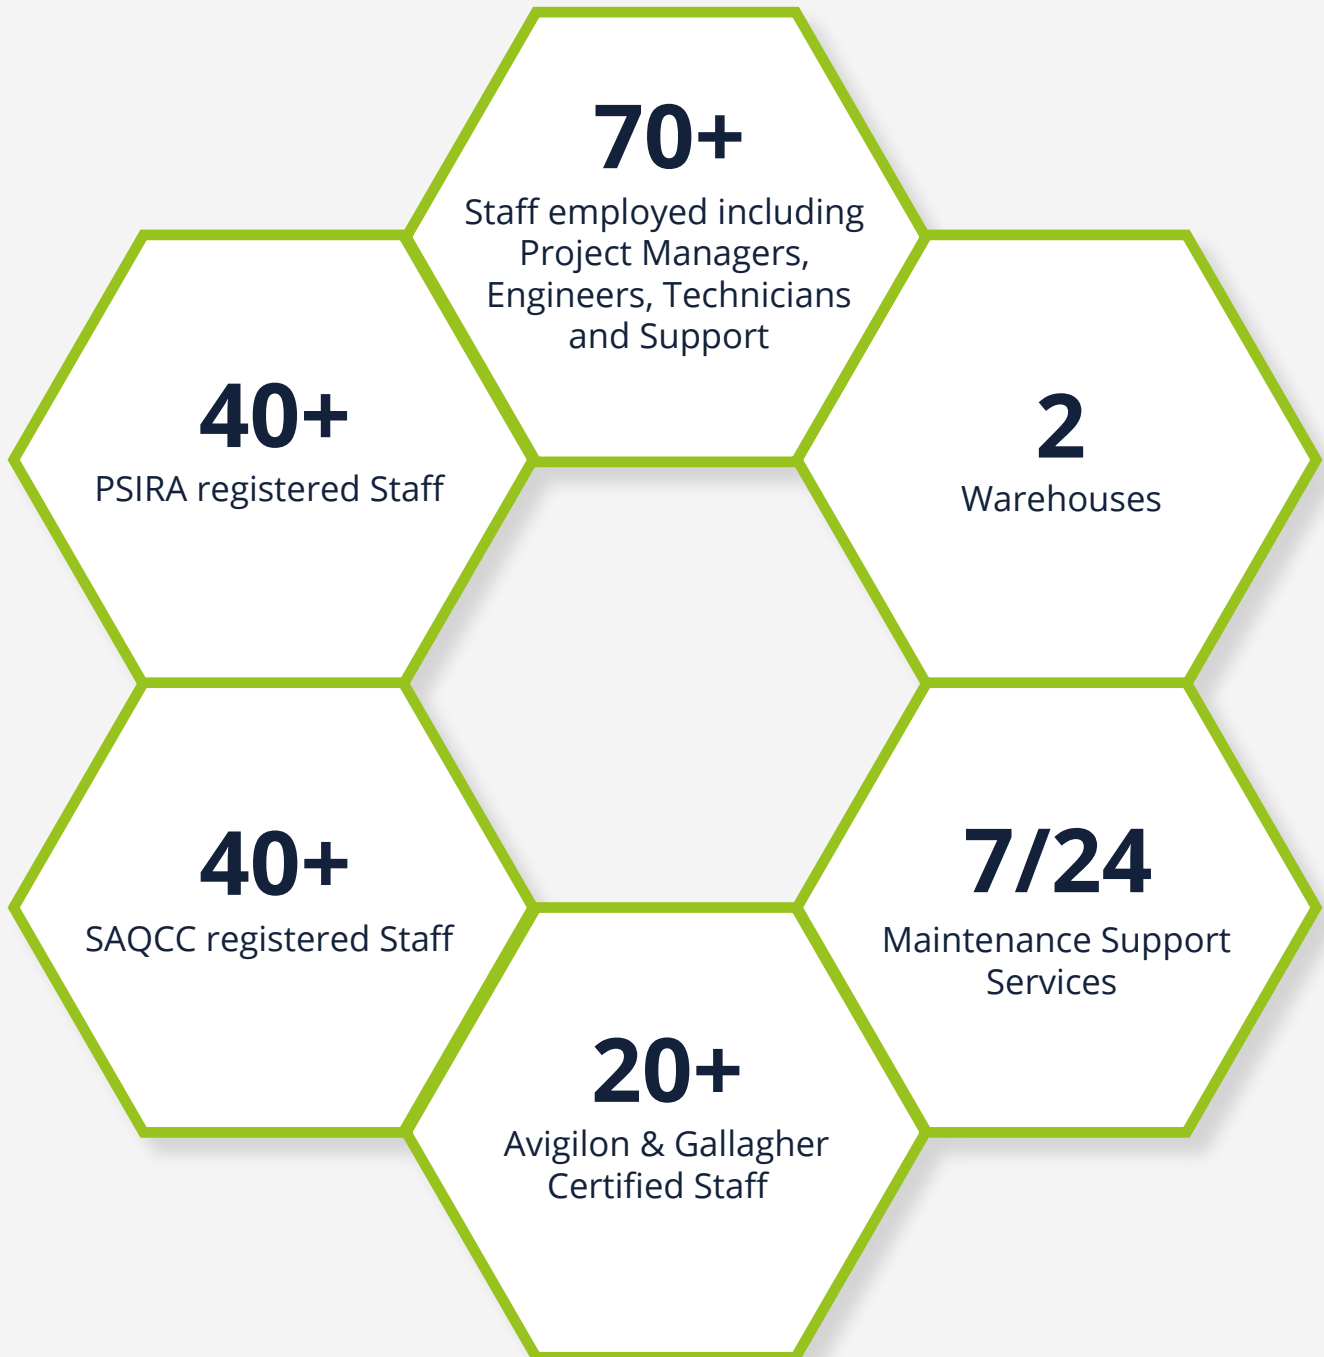 70+
Staff employed including
Project Managers,
Engineers, Technicians
and Support
40+
PSIRA registered Staff
2
Warehouses
40+
SAQCC registered Staff
7/24
Maintenance Support
Services
20+
Avigilon & Gallagher
Certified Staff